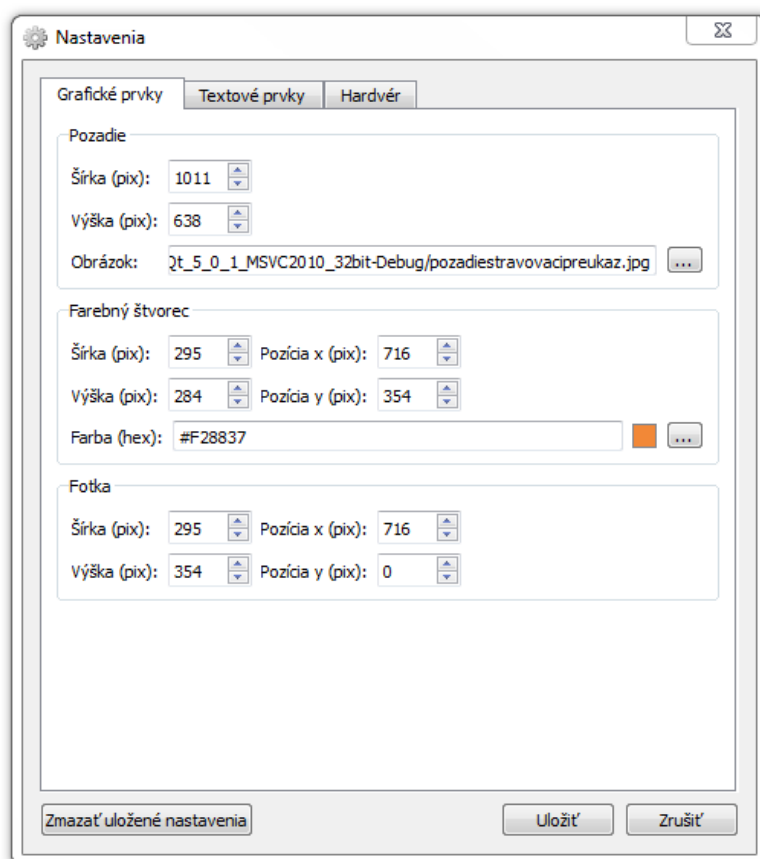 Nastavenia
Grafické prvky Textové prvky Hardvér
Pozadie
Šírka (pix): 1011
Výška (pix): 638
Obrázok: Qt_5_0_1_MSVC2010_32bit-Debug/pozadiestravovacipreukaz.jpg ...
Farebný štvorec
Šírka (pix): 295 Pozícia x (pix): 716
Výška (pix): 284 Pozícia y (pix): 354
Farba (hex): #F28837 ...
Fotka
Šírka (pix): 295 Pozícia x (pix): 716
Výška (pix): 354 Pozícia y (pix): 0
Zmazať uložené nastavenia Uložiť Zrušiť